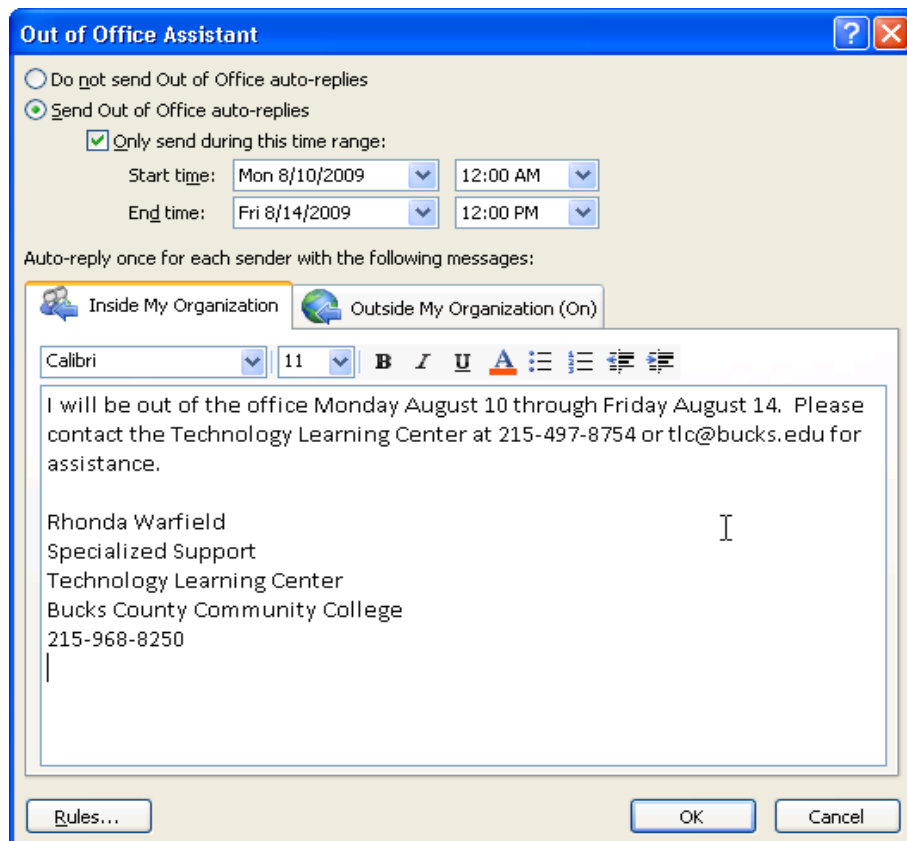 Out of Office Assistant
Do not send Out of Office auto-replies
Send Out of Office auto-replies
Only send during this time range:
Start time: Mon 8/10/2009 12:00 AM
End time: Fri 8/14/2009 12:00 PM
Auto-reply once for each sender with the following messages:
Inside My Organization Outside My Organization (On)
Calibri 11 B I U A
I will be out of the office Monday August 10 through Friday August 14.  Please
contact the Technology Learning Center at 215-497-8754 or tlc@bucks.edu for
assistance.
Rhonda Warfield
Specialized Support
Technology Learning Center
Bucks County Community College
215-968-8250
Rules... OK Cancel